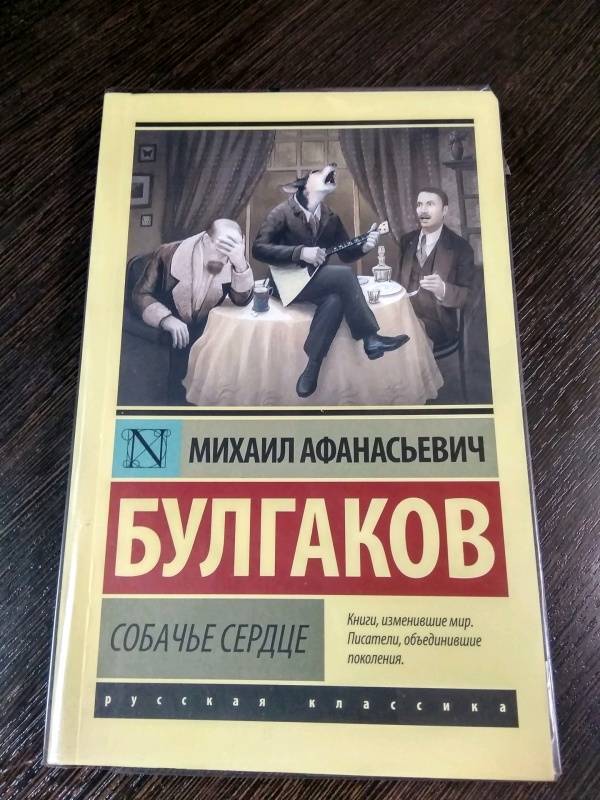 N
МИХАИЛ АФАНАСЬЕВИЧ
БУЛГАКОВ
СОБАЧЬЕ СЕРДЦЕ
Книги, изменившие мир.
Писатели, объединившие
поколения.
русская классика